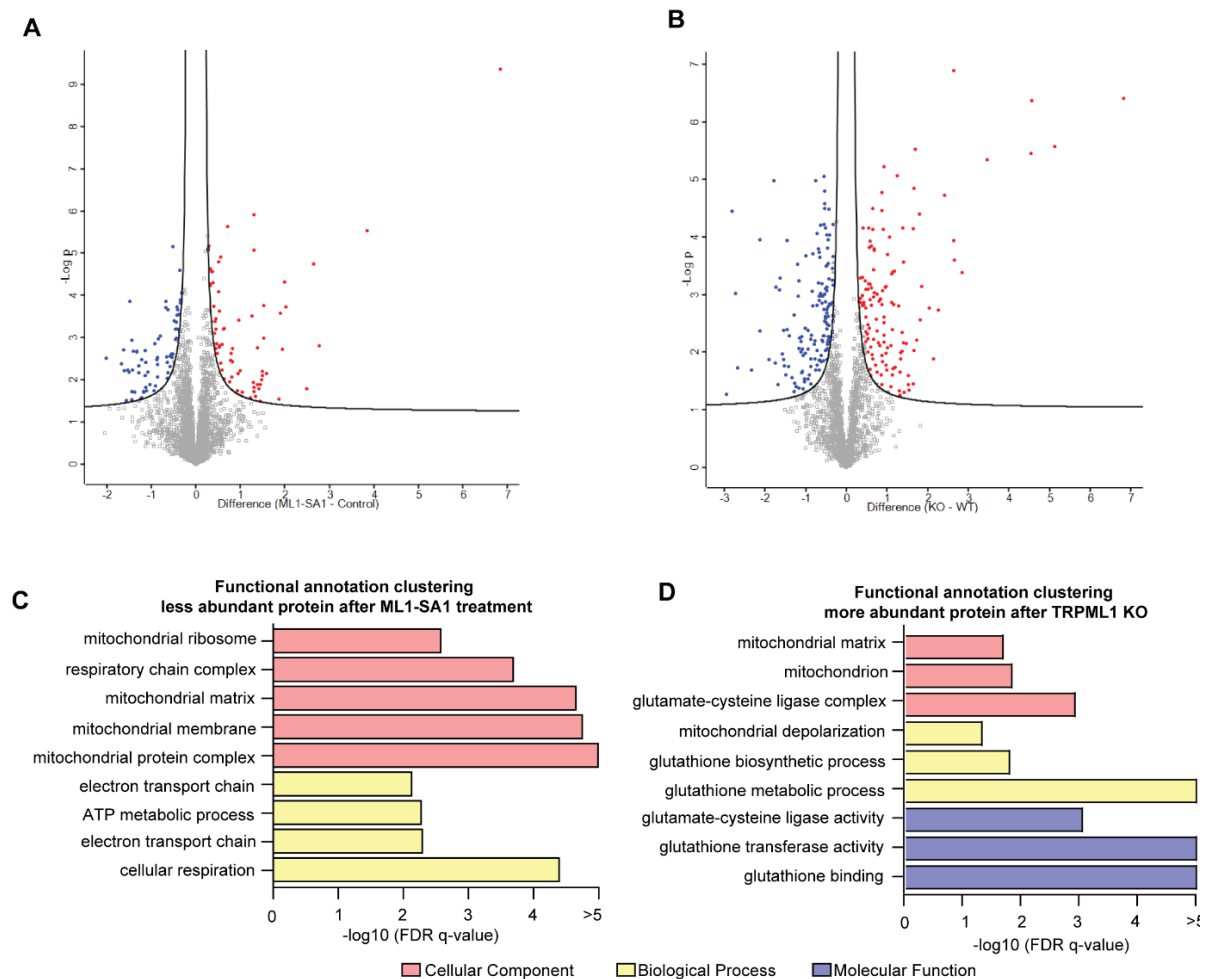 A
9
8
7
6
5
4
3
2
1
0
-Log p
-2 -1 0 1 2 3 4 5 6 7
Difference (ML1-SA1 - Control)
B
7
6
5
4
3
2
1
0
-Log p
-3 -2 -1 0 1 2 3 4 5 6 7
Difference (KO - WT)
C
Functional annotation clustering
less abundant protein after ML1-SA1 treatment
mitochondrial ribosome
respiratory chain complex
mitochondrial matrix
mitochondrial membrane
mitochondrial protein complex
electron transport chain
ATP metabolic process
electron transport chain
cellular respiration
0 1 2 3 4 >5
-log10 (FDR q-value)
D
Functional annotation clustering
more abundant protein after TRPML1 KO
mitochondrial matrix
mitochondrion
glutamate-cysteine ligase complex
mitochondrial depolarization
glutathione biosynthetic process
glutathione metabolic process
glutamate-cysteine ligase activity
glutathione transferase activity
glutathione binding
0 1 2 3 4 >5
-log10 (FDR q-value)
Cellular Component Biological Process Molecular Function